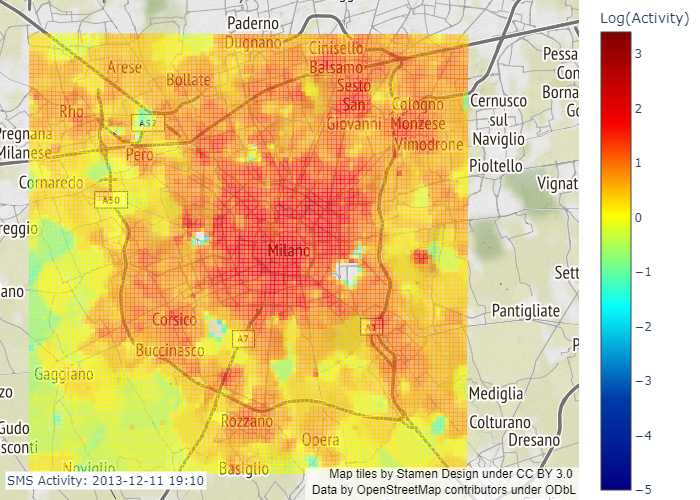 Log(Activity)
Paderno
Dugnano
Cinisello
Balsamo
Sesto
San
Giovanni
Arese
Bollate
Rho
A52
Pero
Pregnana
Milanese
Cornaredo
A50
reggio
ano
Cologno
Monzese
Vimodrone
Cernusco
sul
Naviglio
Pioltello
Pessa
Con
Borna
Go
Vignat
Milano
Sett
Pantigliate
P
Corsico
Buccinasco
A7
A1
Gaggiano
zo
Gudo
sconti
Rozzano
Opera
Basiglio
Noviglio
Mediglia
Colturano
Dresano
3
2
1
0
−1
−2
−3
−4
−5
SMS Activity: 2013-12-11 19:10
Map tiles by Stamen Design under CC BY 3.0
Data by OpenStreetMap contributors under ODbL